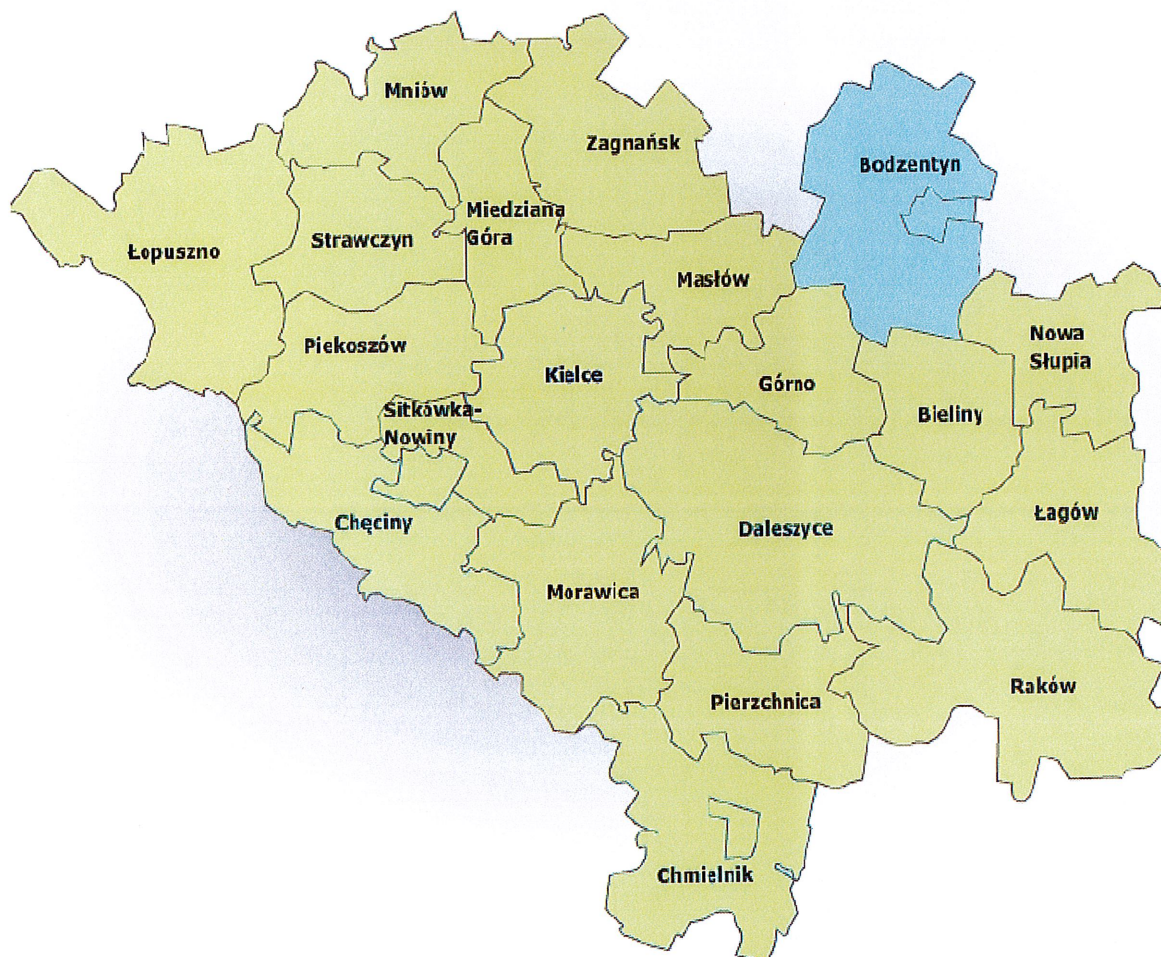 Mniów
Zagnańsk
Bodzentyn
Miedziana
Góra
Łopuszno
Strawczyn
Masłów
Nowa
Słupia
Piekoszów
Kielce
Górno
Bieliny
Sitkówka-
Nowiny
Chęciny
Daleszyce
Łagów
Morawica
Pierzchnica
Raków
Chmielnik